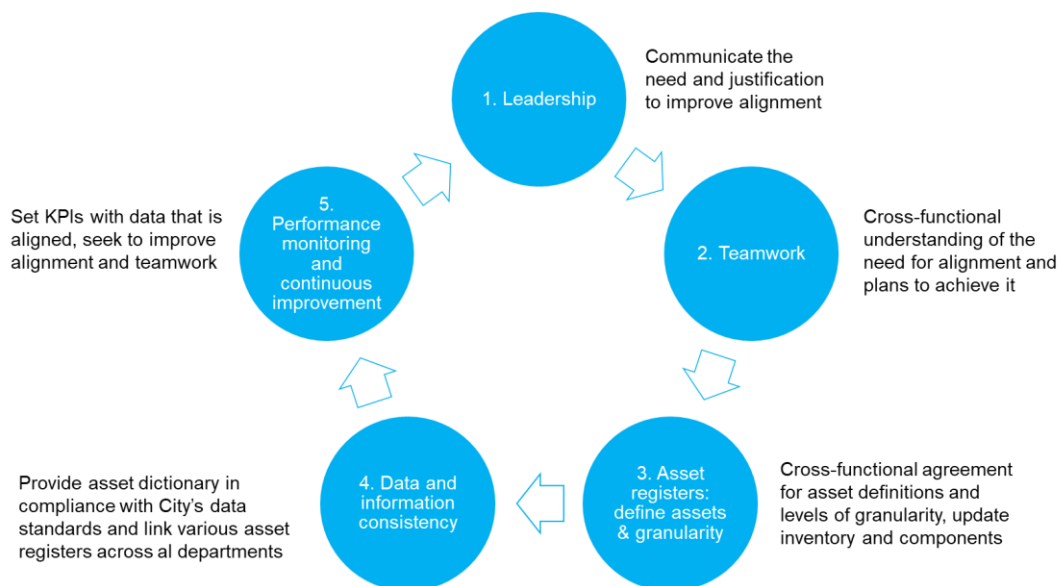 1. Leadership
Communicate the
need and justification
to improve alignment
2. Teamwork
Cross-functional
understanding of the
need for alignment and
plans to achieve it
3. Asset
registers:
define assets
& granularity
Cross-functional agreement
for asset definitions and
levels of granularity, update
inventory and components
4. Data and
information
consistency
Provide asset dictionary in
compliance with City's data
standards and link various asset
registers across al departments
5.
Performance
monitoring
and
continuous
improvement
Set KPIs with data that is
aligned, seek to improve
alignment and teamwork